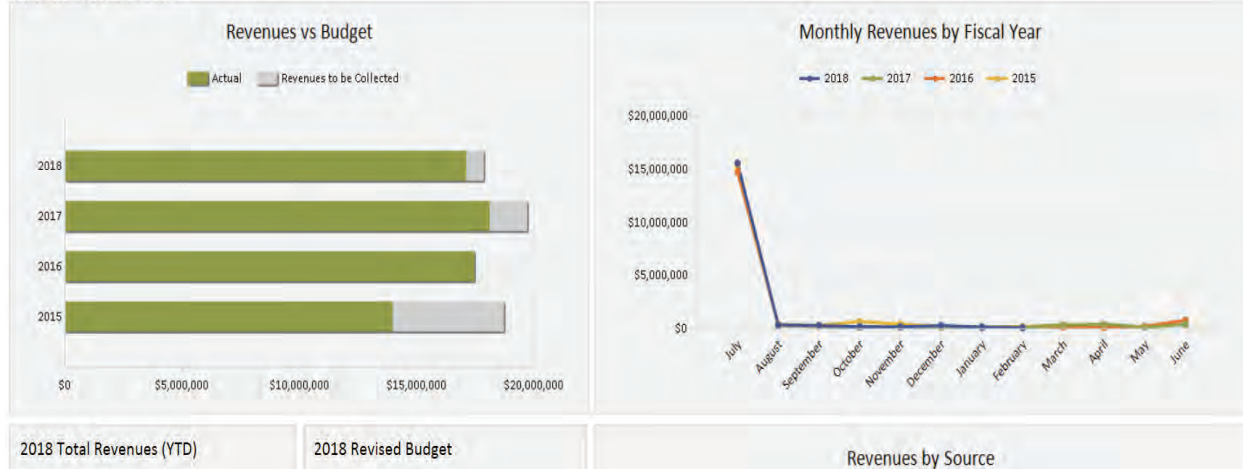 Revenues vs Budget
Actual Revenues to be Collected
2018
2017
2016
2015
$0 $5,000,000 $10,000,000 $15,000,000 $20,000,000
Monthly Revenues by Fiscal Year
2018 2017 2016 2015
$20,000,000
$15,000,000
$10,000,000
$5,000,000
$0
July August September October November December January February March April May June
2018 Total Revenues (YTD)
2018 Revised Budget
Revenues by Source